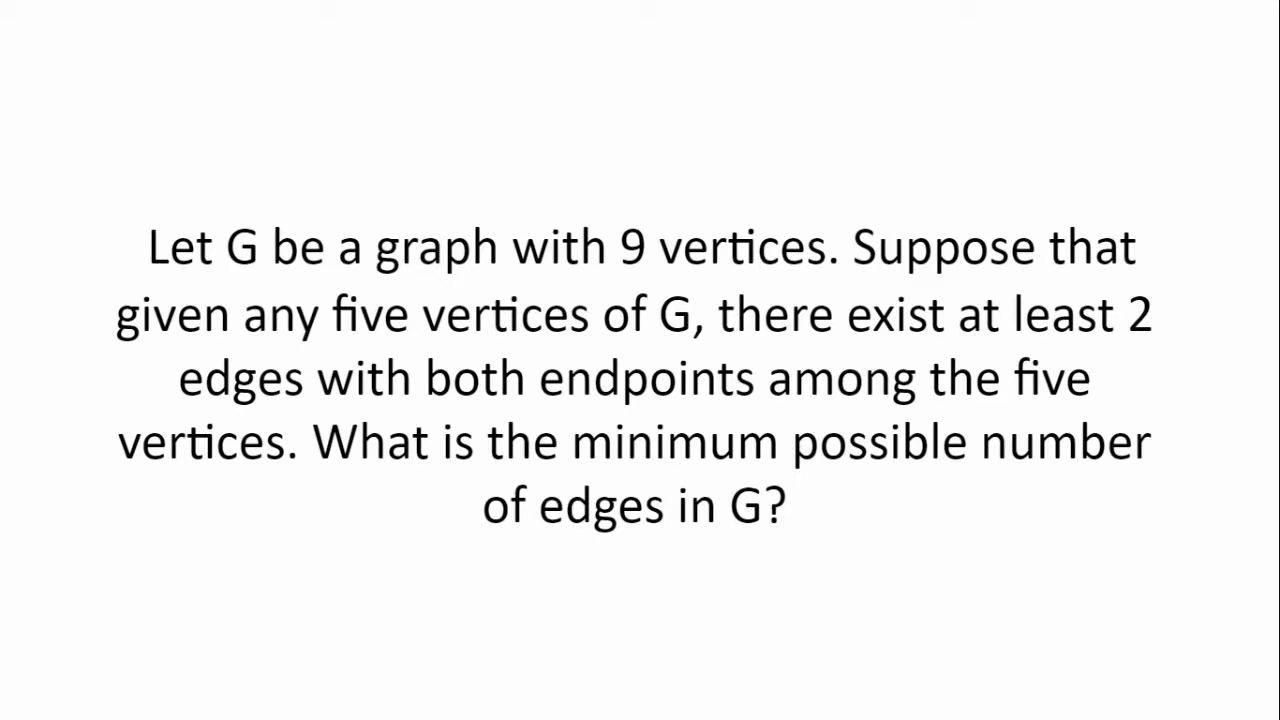 Let G be a graph with 9 vertices. Suppose that
given any five vertices of G, there exist at least 2
edges with both endpoints among the five
vertices. What is the minimum possible number
of edges in G?